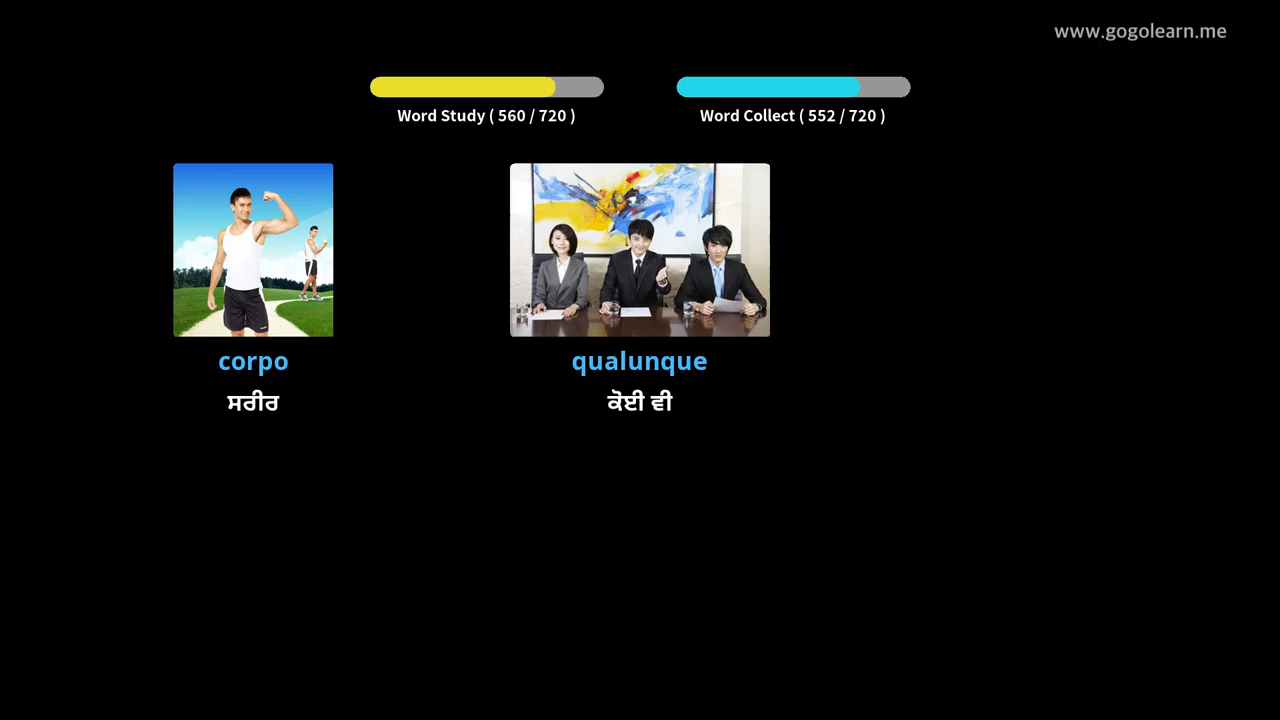 www.gogolearn.me
Word Study ( 560 / 720 )
Word Collect ( 552 / 720 )
corpo
ਸਰੀਰ
qualunque
ਕੋਈ ਵੀ